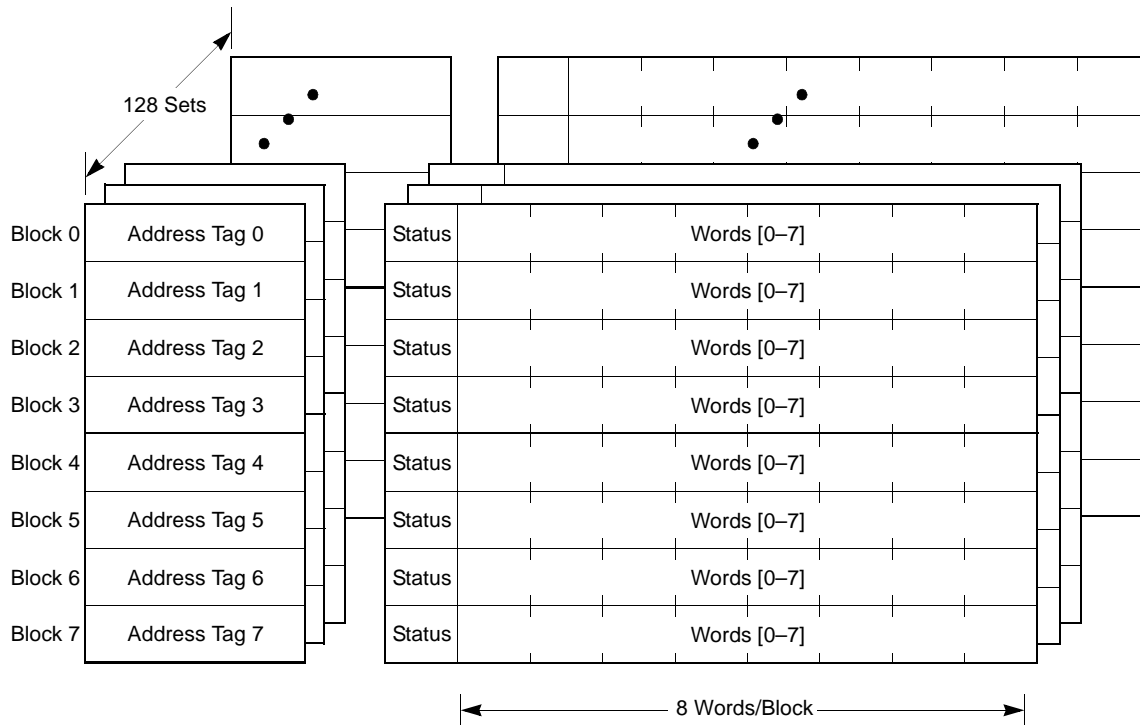 128 Sets
Block 0 Address Tag 0 Status Words [0–7]
Block 1 Address Tag 1 Status Words [0–7]
Block 2 Address Tag 2 Status Words [0–7]
Block 3 Address Tag 3 Status Words [0–7]
Block 4 Address Tag 4 Status Words [0–7]
Block 5 Address Tag 5 Status Words [0–7]
Block 6 Address Tag 6 Status Words [0–7]
Block 7 Address Tag 7 Status Words [0–7]
8 Words/Block